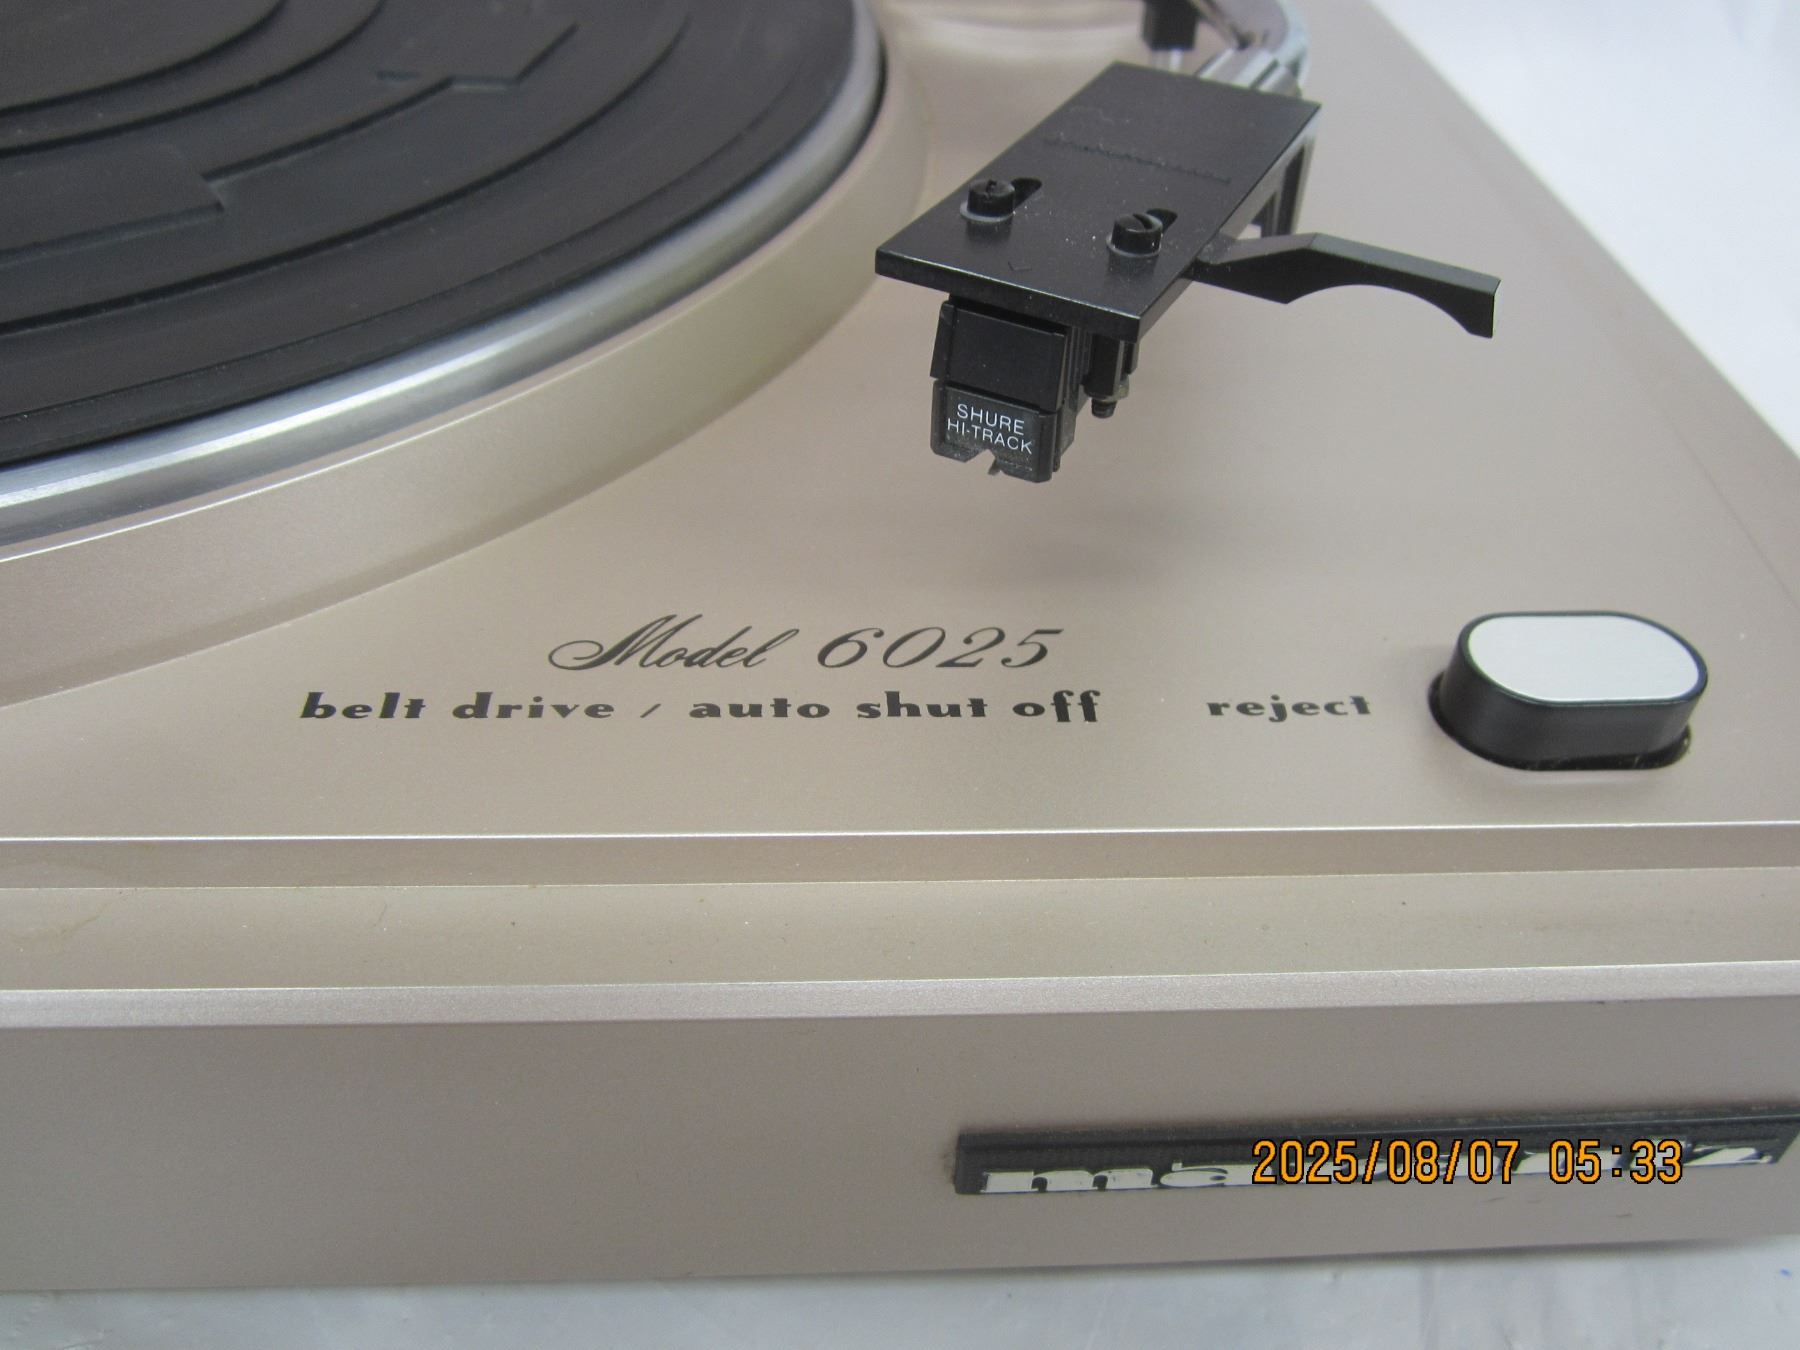 SHURE
HI-TRACK
Model 6025
belt drive / auto shut off
reject
2025/08/07 05:33